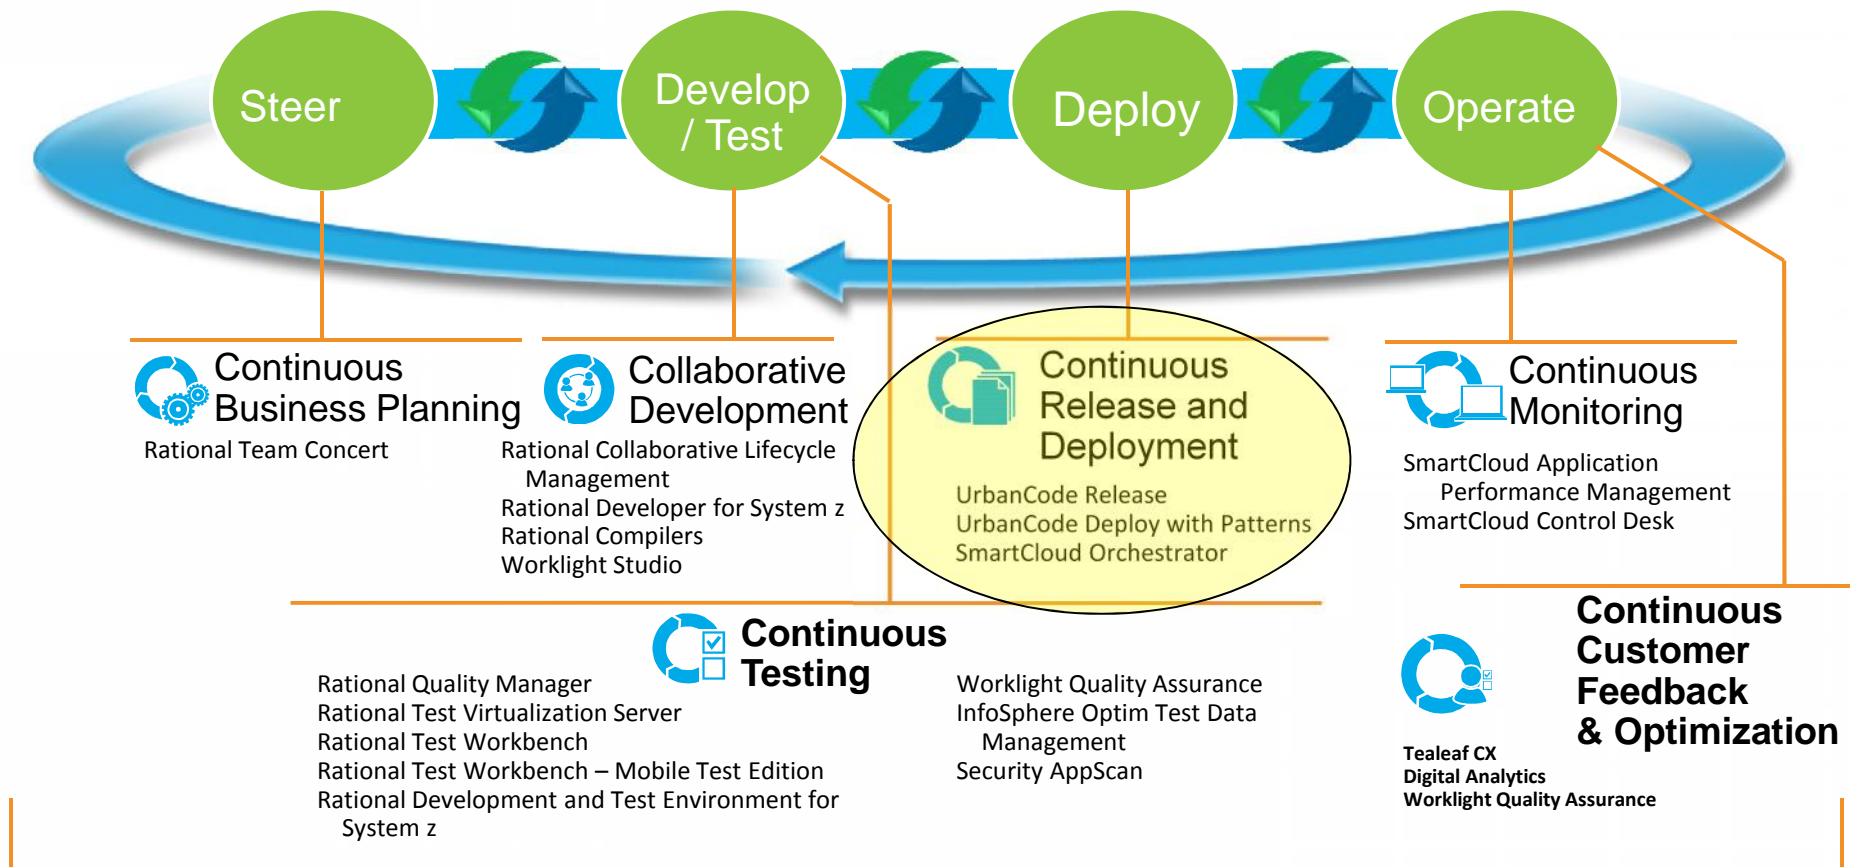 Steer
Develop
/ Test
Deploy
Operate
Continuous
Business Planning
Rational Team Concert
Collaborative
Development
Rational Collaborative Lifecycle
Management
Rational Developer for System z
Rational Compilers
Worklight Studio
Continuous
Release and
Deployment
UrbanCode Release
UrbanCode Deploy with Patterns
SmartCloud Orchestrator
Continuous
Monitoring
SmartCloud Application
Performance Management
SmartCloud Control Desk
Continuous
Testing
Rational Quality Manager
Rational Test Virtualization Server
Rational Test Workbench
Rational Test Workbench – Mobile Test Edition
Rational Development and Test Environment for
System z
Worklight Quality Assurance
InfoSphere Optim Test Data
Management
Security AppScan
Continuous
Customer
Feedback
& Optimization
Tealeaf CX
Digital Analytics
Worklight Quality Assurance